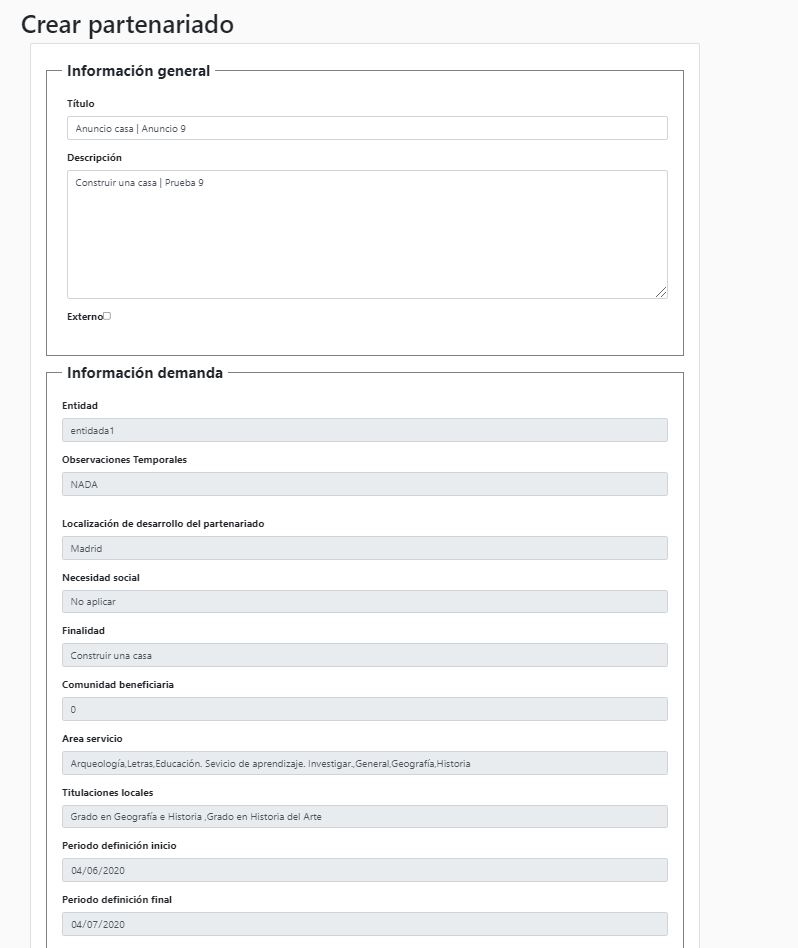 Crear partenariado
Información general
Título
Anuncio casa | Anuncio 9
Descripción
Construir una casa | Prueba 9
Externo
Información demanda
Entidad
entidada1
Observaciones Temporales
NADA
Localización de desarrollo del partenariado
Madrid
Necesidad social
No aplicar
Finalidad
Construir una casa
Comunidad beneficiaria
0
Area servicio
Arqueología,Letras,Educación. Sevicio de aprendizaje. Investigar.,General,Geografía,Historia
Titulaciones locales
Grado en Geografía e Historia ,Grado en Historia del Arte
Periodo definición inicio
04/06/2020
Periodo definición final
04/07/2020